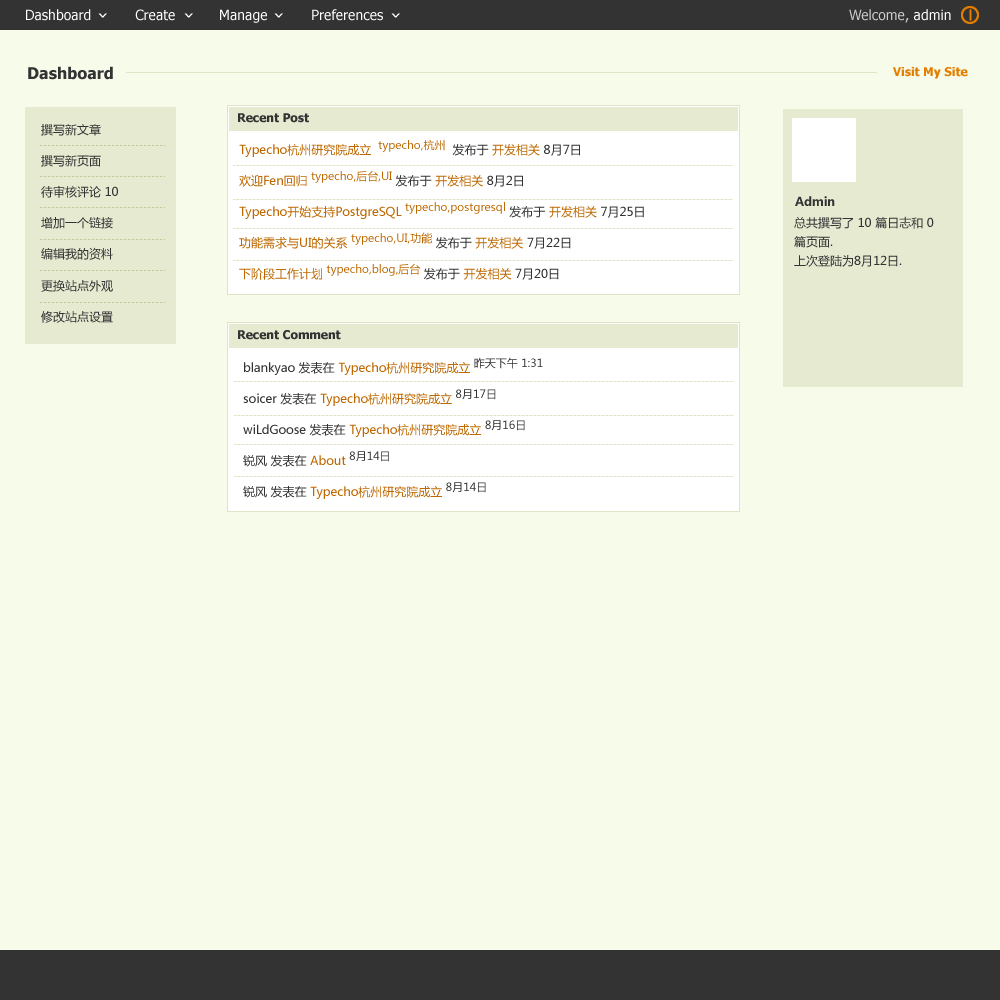 Dashboard Create Manage Preferences Welcome, admin
Dashboard Visit My Site
撰写新文章
撰写新页面
待审核评论 10
增加一个链接
编辑我的资料
更换站点外观
修改站点设置
Recent Post
Typecho杭州研究院成立 typecho,杭州 发布于 开发相关 8月7日
欢迎Fen回归 typecho,后台,UI 发布于 开发相关 8月2日
Typecho开始支持PostgreSQL typecho,postgresql 发布于 开发相关 7月25日
功能需求与UI的关系 typecho,UI,功能 发布于 开发相关 7月22日
下阶段工作计划 typecho,blog,后台 发布于 开发相关 7月20日
Recent Comment
blankyao 发表在 Typecho杭州研究院成立 昨天下午 1:31
soicer 发表在 Typecho杭州研究院成立 8月17日
wiLdGoose 发表在 Typecho杭州研究院成立 8月16日
锐风 发表在 About 8月14日
锐风 发表在 Typecho杭州研究院成立 8月14日
Admin
总共撰写了 10 篇日志和 0
篇页面.
上次登陆为8月12日.